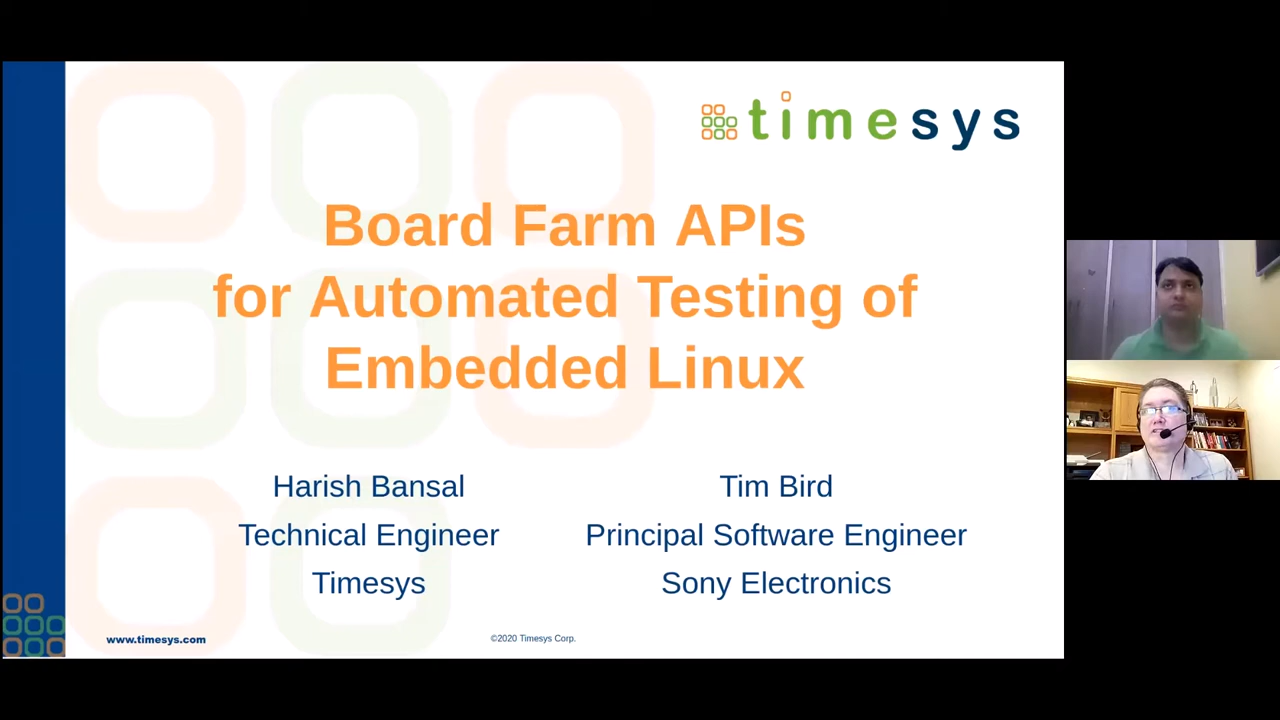 timesys
Board Farm APIs
for Automated Testing of
Embedded Linux
Harish Bansal
Technical Engineer
Timesys
Tim Bird
Principal Software Engineer
Sony Electronics
www.timesys.com
©2020 Timesys Corp.